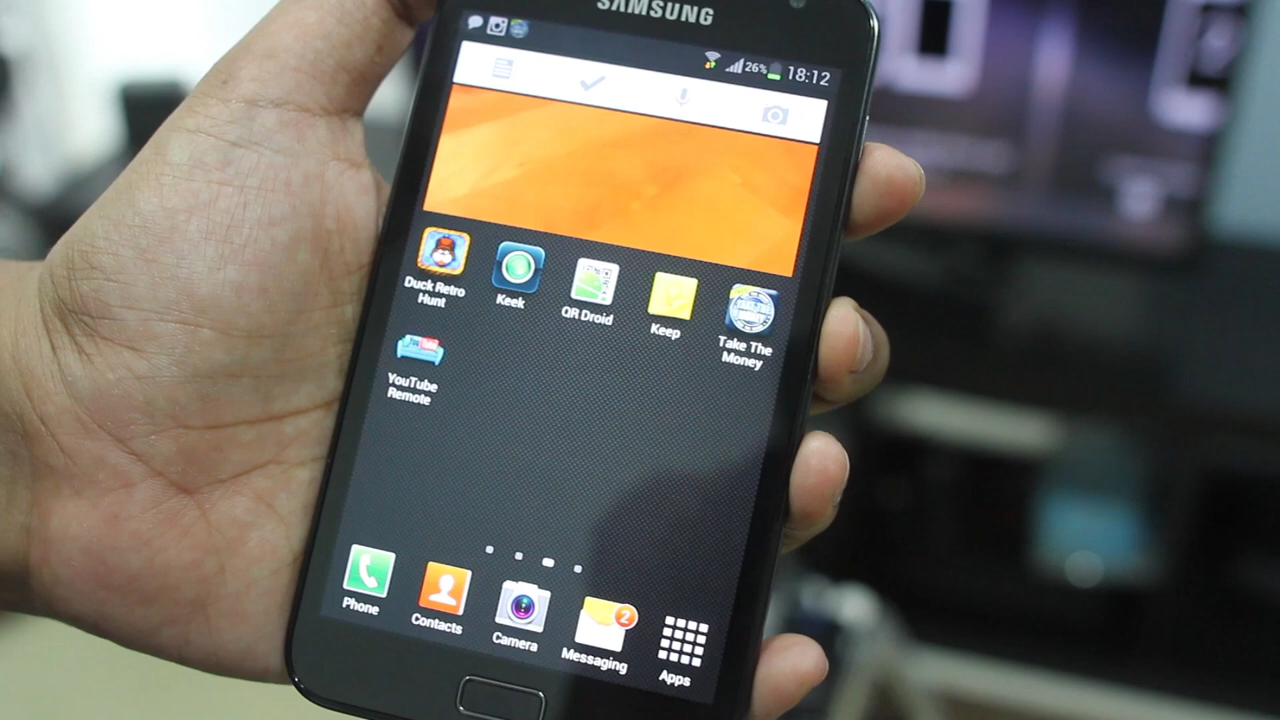 SAMSUNG
26% 18:12
Duck Retro
Hunt
Keek
QR Droid
Keep
Take The
Money
YouTube
Remote
Phone
Contacts
Camera
2
Messaging
Apps